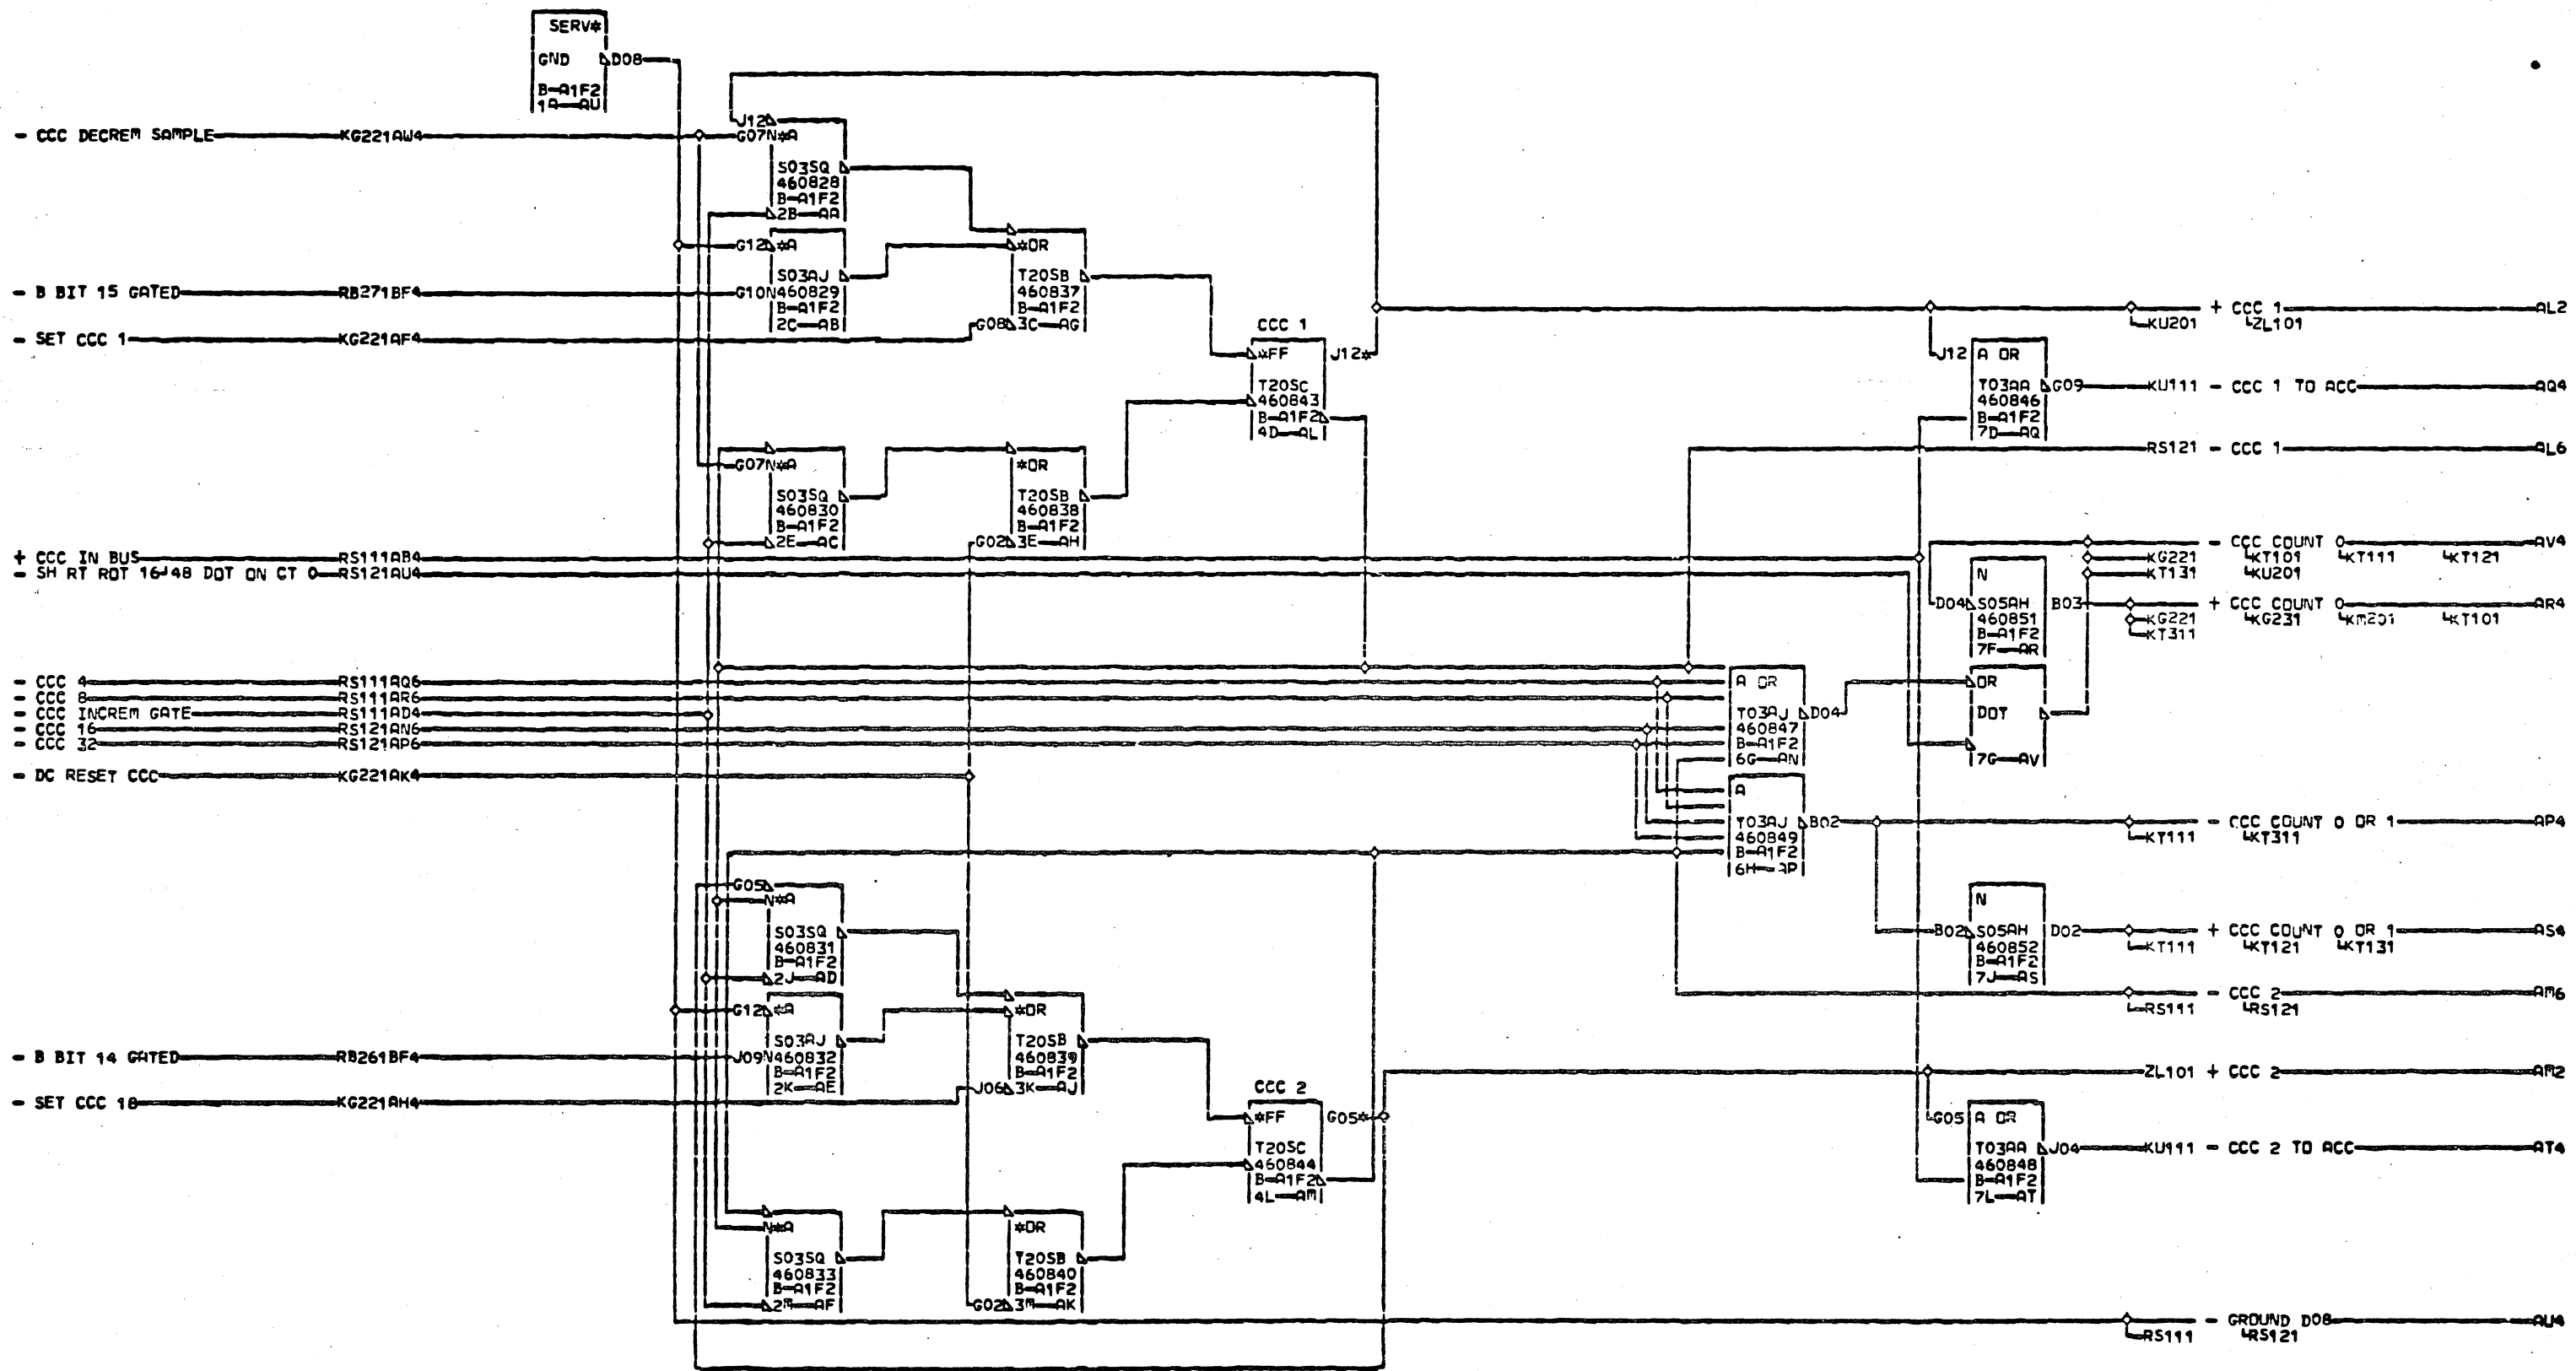 SERV*
GND D08
B-A1F2
1A-AU
- CCC DECREM SAMPLE KG221AW4
J12
G07N*A
S03SQ
460828
B-A1F2
2B-AA
G12 *A
S03AJ
- B BIT 15 GATED RB271BF4 G10N460829
B-A1F2
2C-AB
*OR
T20SB
460837
B-A1F2
G08 3C-AG
- SET CCC 1 KG221AF4
CCC 1
*FF J12*
T20SC
460843
B-A1F2
4D-AL
+ CCC 1 AL2
KU201 ZL101
J12 A OR
T03AA G09 KU111 - CCC 1 TO ACC AQ4
460846
B-A1F2
7D-AQ
RS121 - CCC 1 AL6
G07N*A
S03SQ
460830
B-A1F2
2E-AC
*OR
T20SB
460838
B-A1F2
G02 3E-AH
+ CCC IN BUS RS111AB4
- SH RT ROT 16J48 DOT ON CT 0 RS121AU4
- CCC COUNT 0 AV4
KG221 KT101 KT111 KT121
KT131 KU201
N
D04 S05AH B03 + CCC COUNT 0 AR4
460851 KG221 KG231 KM201 KT101
B-A1F2 KT311
7F-AR
- CCC 4 RS111AQ6
- CCC 8 RS111AR6
- CCC INCREM GATE RS111AD4
- CCC 16 RS121AN6
- CCC 32 RS121AP6
- DC RESET CCC KG221AK4
A OR
T03AJ D04
460847
B-A1F2
6G-AN
OR
DOT
7G-AV
A
T03AJ B02 - CCC COUNT 0 OR 1 AP4
460849 KT111 KT311
B-A1F2
6H-AP
G05
N*A
S03SQ
460831
B-A1F2
2J-AD
N
B02 S05AH D02 + CCC COUNT 0 OR 1 AS4
460852 KT111 KT121 KT131
B-A1F2
7J-AS
- CCC 2 AM6
RS111 RS121
G12 *A
S03AJ
- B BIT 14 GATED RB261BF4 J09N460832
B-A1F2
2K-AE
*OR
T20SB
460839
B-A1F2
J06 3K-AJ
- SET CCC 18 KG221AH4
CCC 2
*FF G05*
T20SC
460844
B-A1F2
4L-AM
ZL101 + CCC 2 AM2
G05 A OR
T03AA J04 KU111 - CCC 2 TO ACC AT4
460848
B-A1F2
7L-AT
N*A
S03SQ
460833
B-A1F2
2M-AF
*OR
T20SB
460840
B-A1F2
G02 3M-AK
- GROUND D08 AU4
RS111 RS121